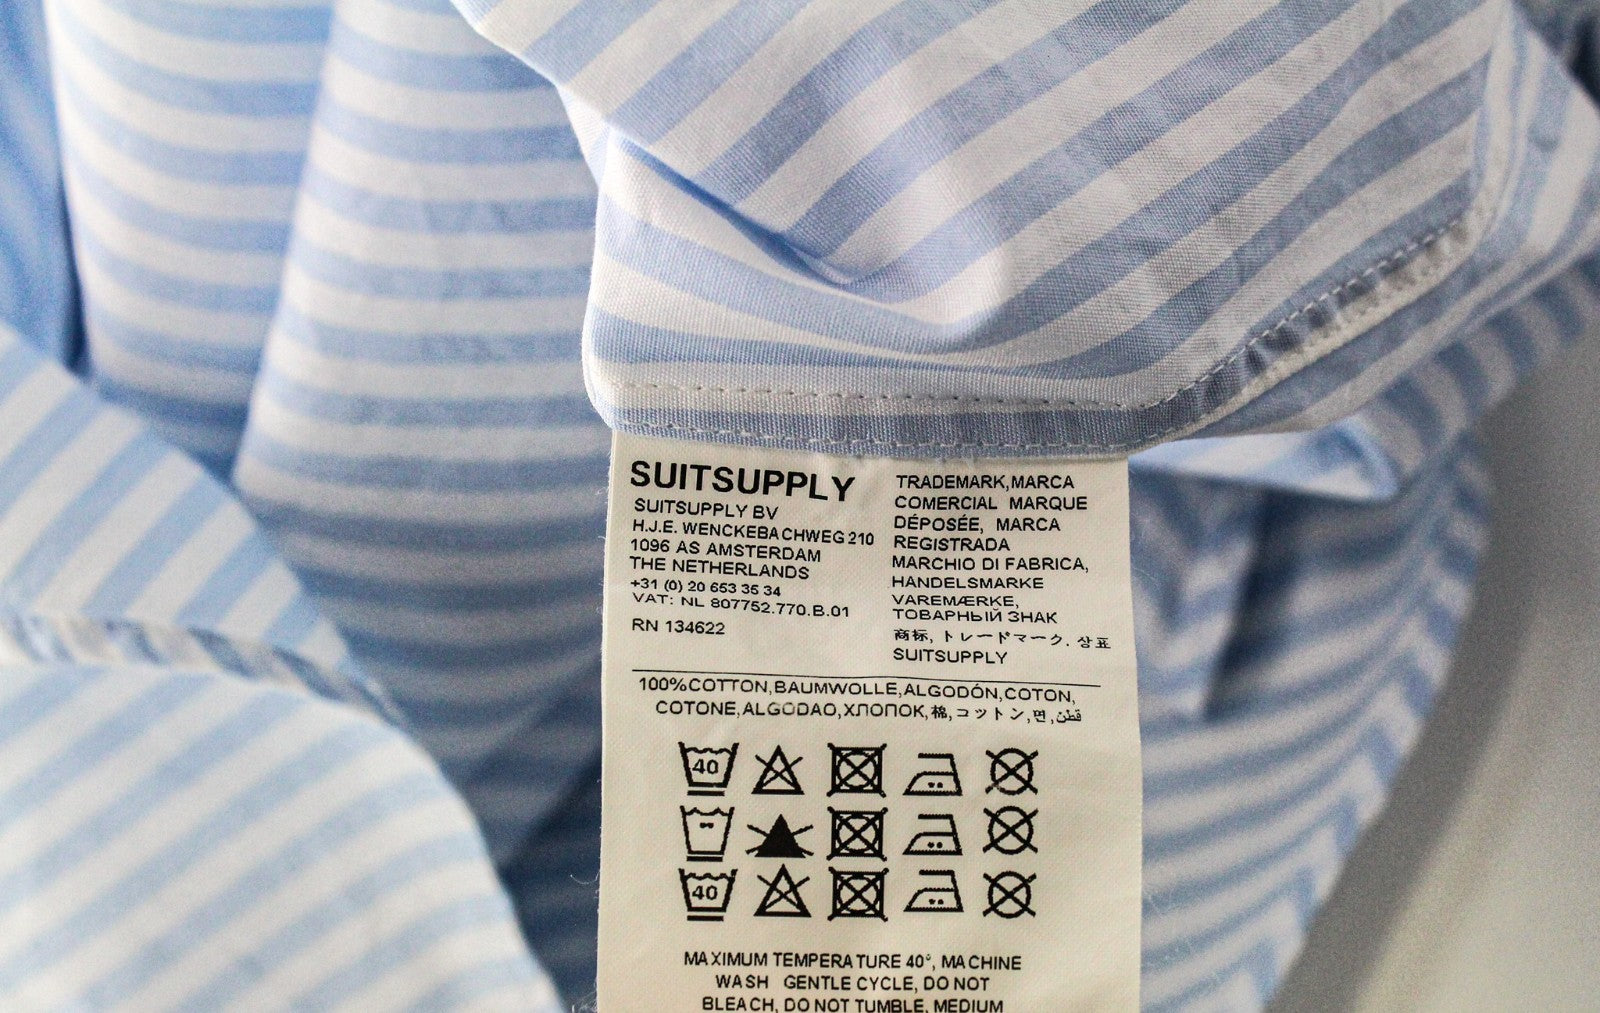 SUITSUPPLY
SUITSUPPLY BV
H.J.E. WENCKEBACHWEG 210
1096 AS AMSTERDAM
THE NETHERLANDS
+31 (0) 20 653 35 34
VAT: NL 807752.770.B.01
RN 134622
TRADEMARK,MARCA
COMERCIAL MARQUE
DÉPOSÉE, MARCA
REGISTRADA
MARCHIO DI FABRICA,
HANDELSMARKE
VAREMÆRKE,
ТОВАРНЫЙ ЗНАК
商标, トレードマーク. 상표
SUITSUPPLY
100%COTTON,BAUMWOLLE,ALGODÓN,COTON,
COTONE,ALGODAO,ХЛОПОК,棉,コットン,면,قطن
40
40
MAXIMUM TEMPERATURE 40°, MACHINE
WASH GENTLE CYCLE, DO NOT
BLEACH, DO NOT TUMBLE, MEDIUM